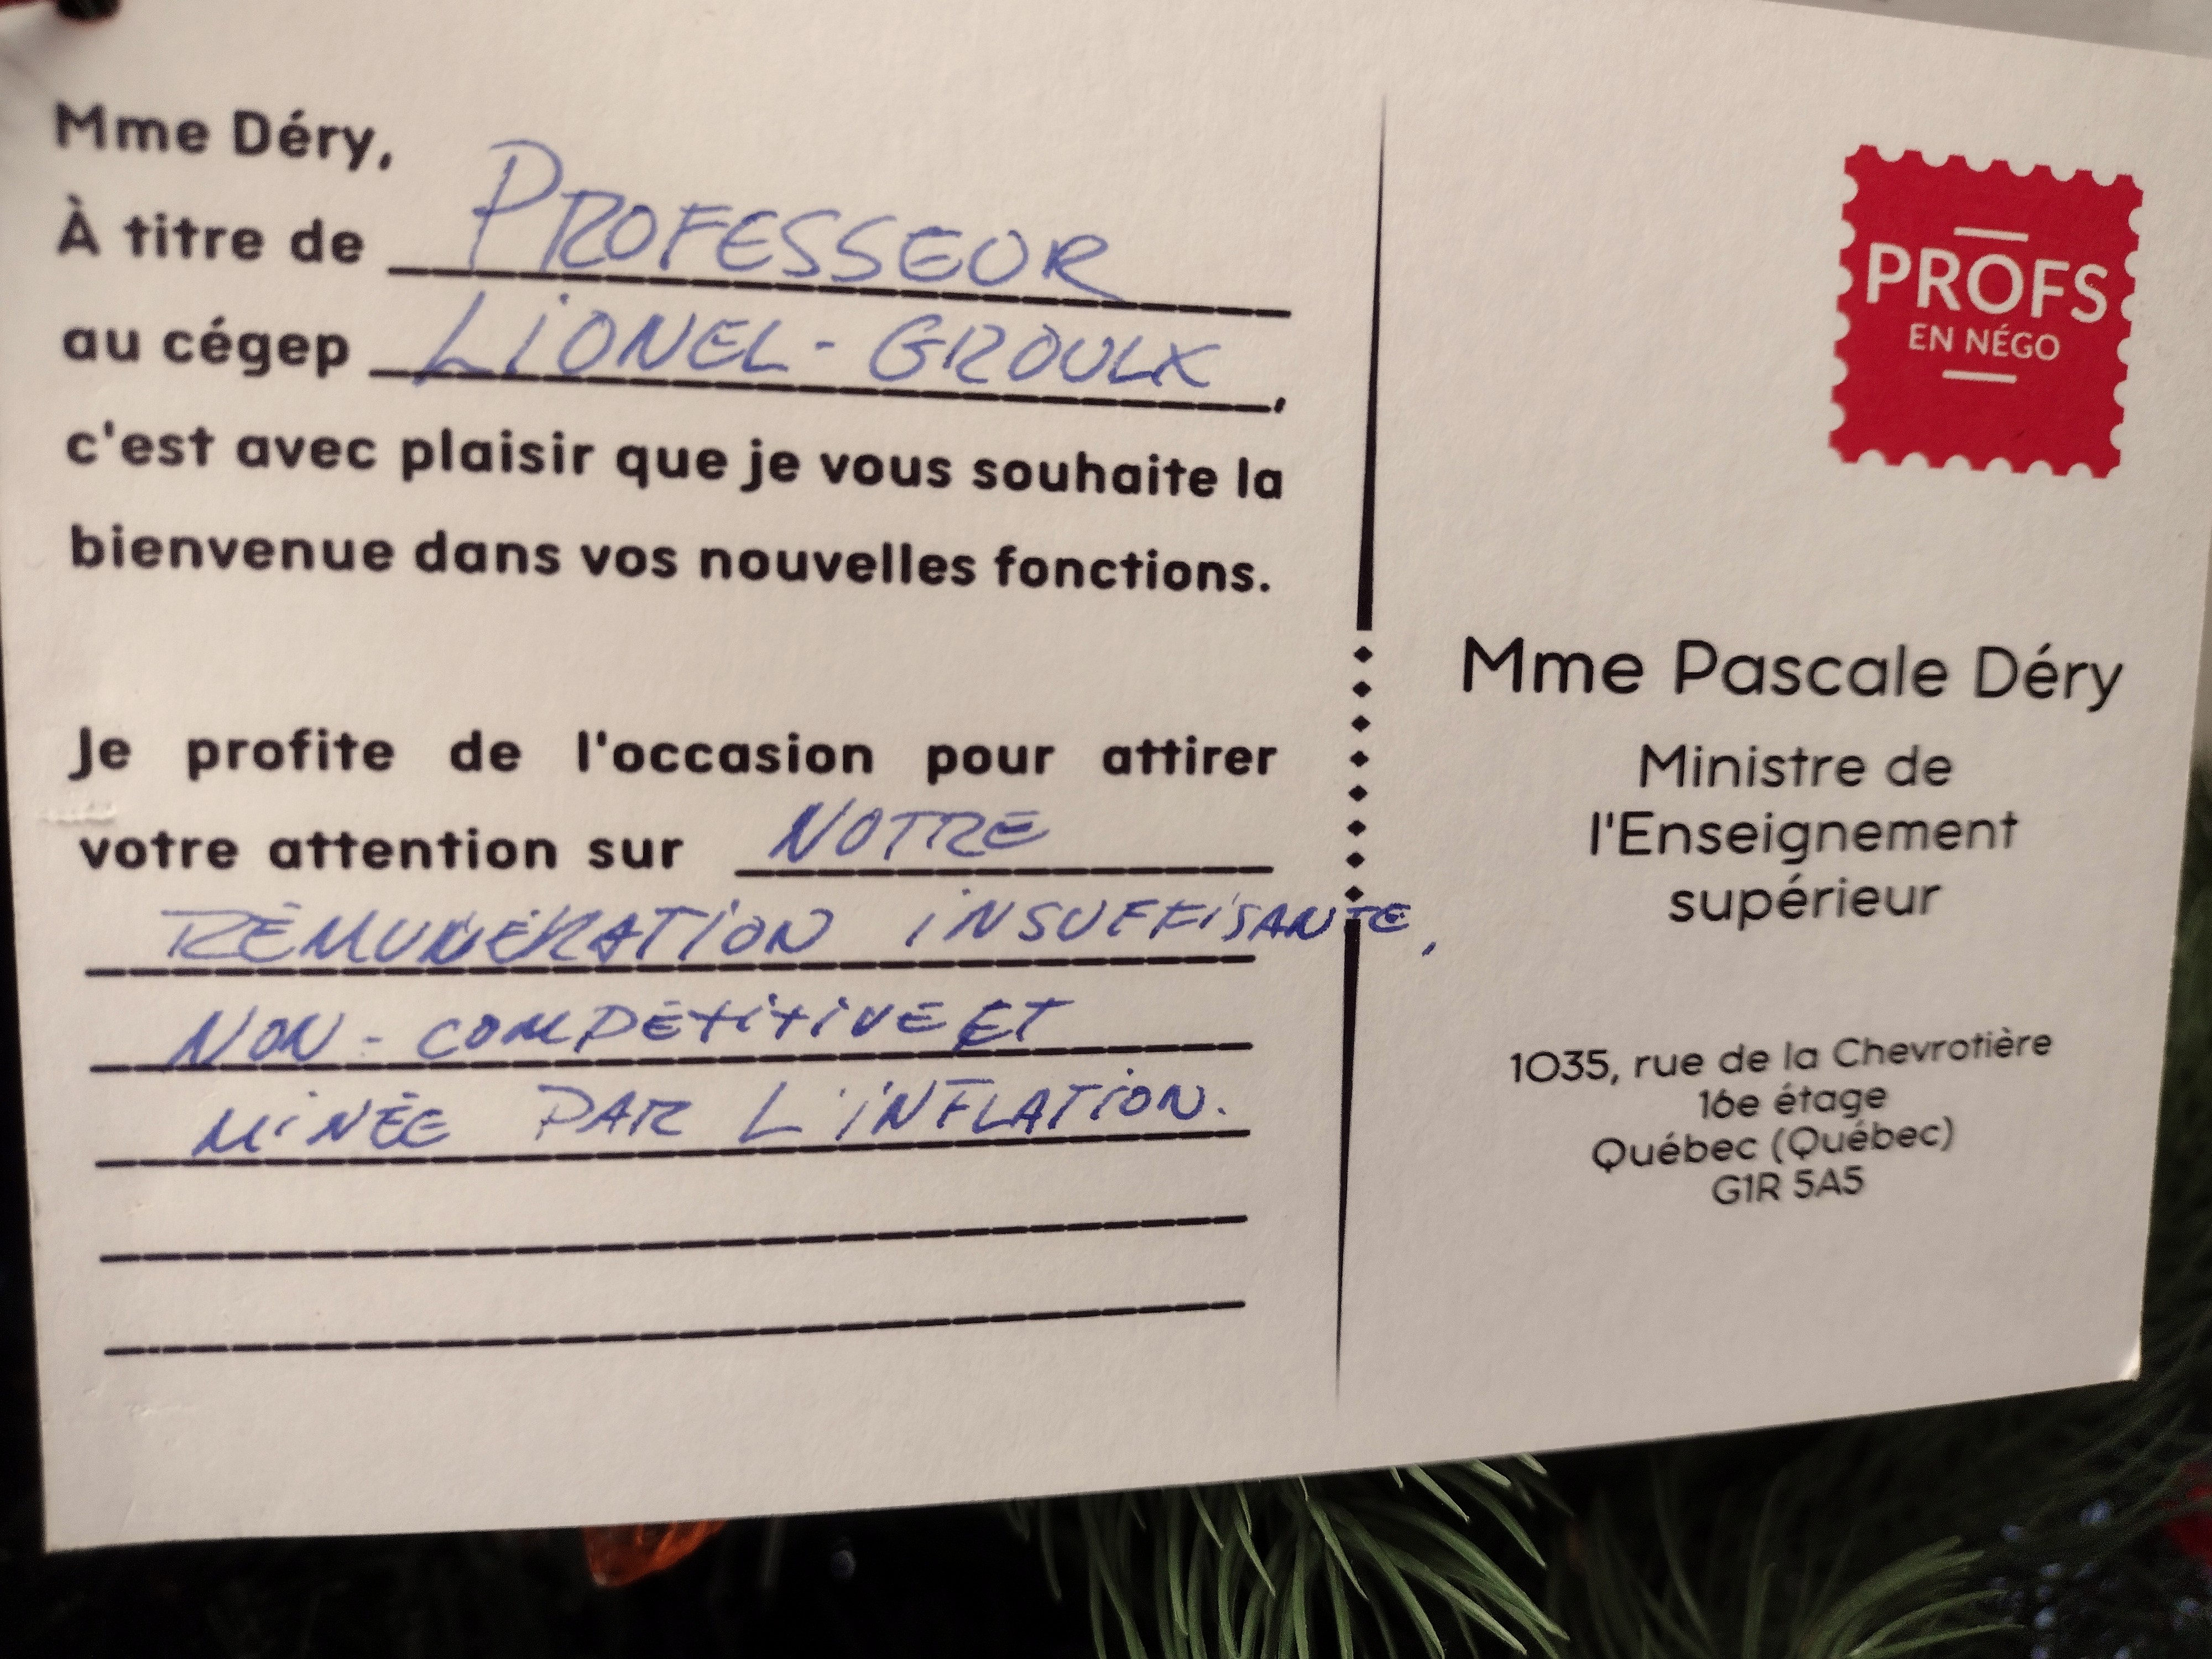 Mme Déry,
À titre de PROFESSEUR
au cégep LIONEL-GROULX,
c'est avec plaisir que je vous souhaite la
bienvenue dans vos nouvelles fonctions.
Je profite de l'occasion pour attirer
votre attention sur NOTRE
RÉMUNÉRATION INSUFFISANTE,
NON-COMPÉTITIVE ET
MINÉE PAR L'INFLATION.
PROFS
EN NÉGO
Mme Pascale Déry
Ministre de
l'Enseignement
supérieur
1035, rue de la Chevrotière
16e étage
Québec (Québec)
G1R 5A5